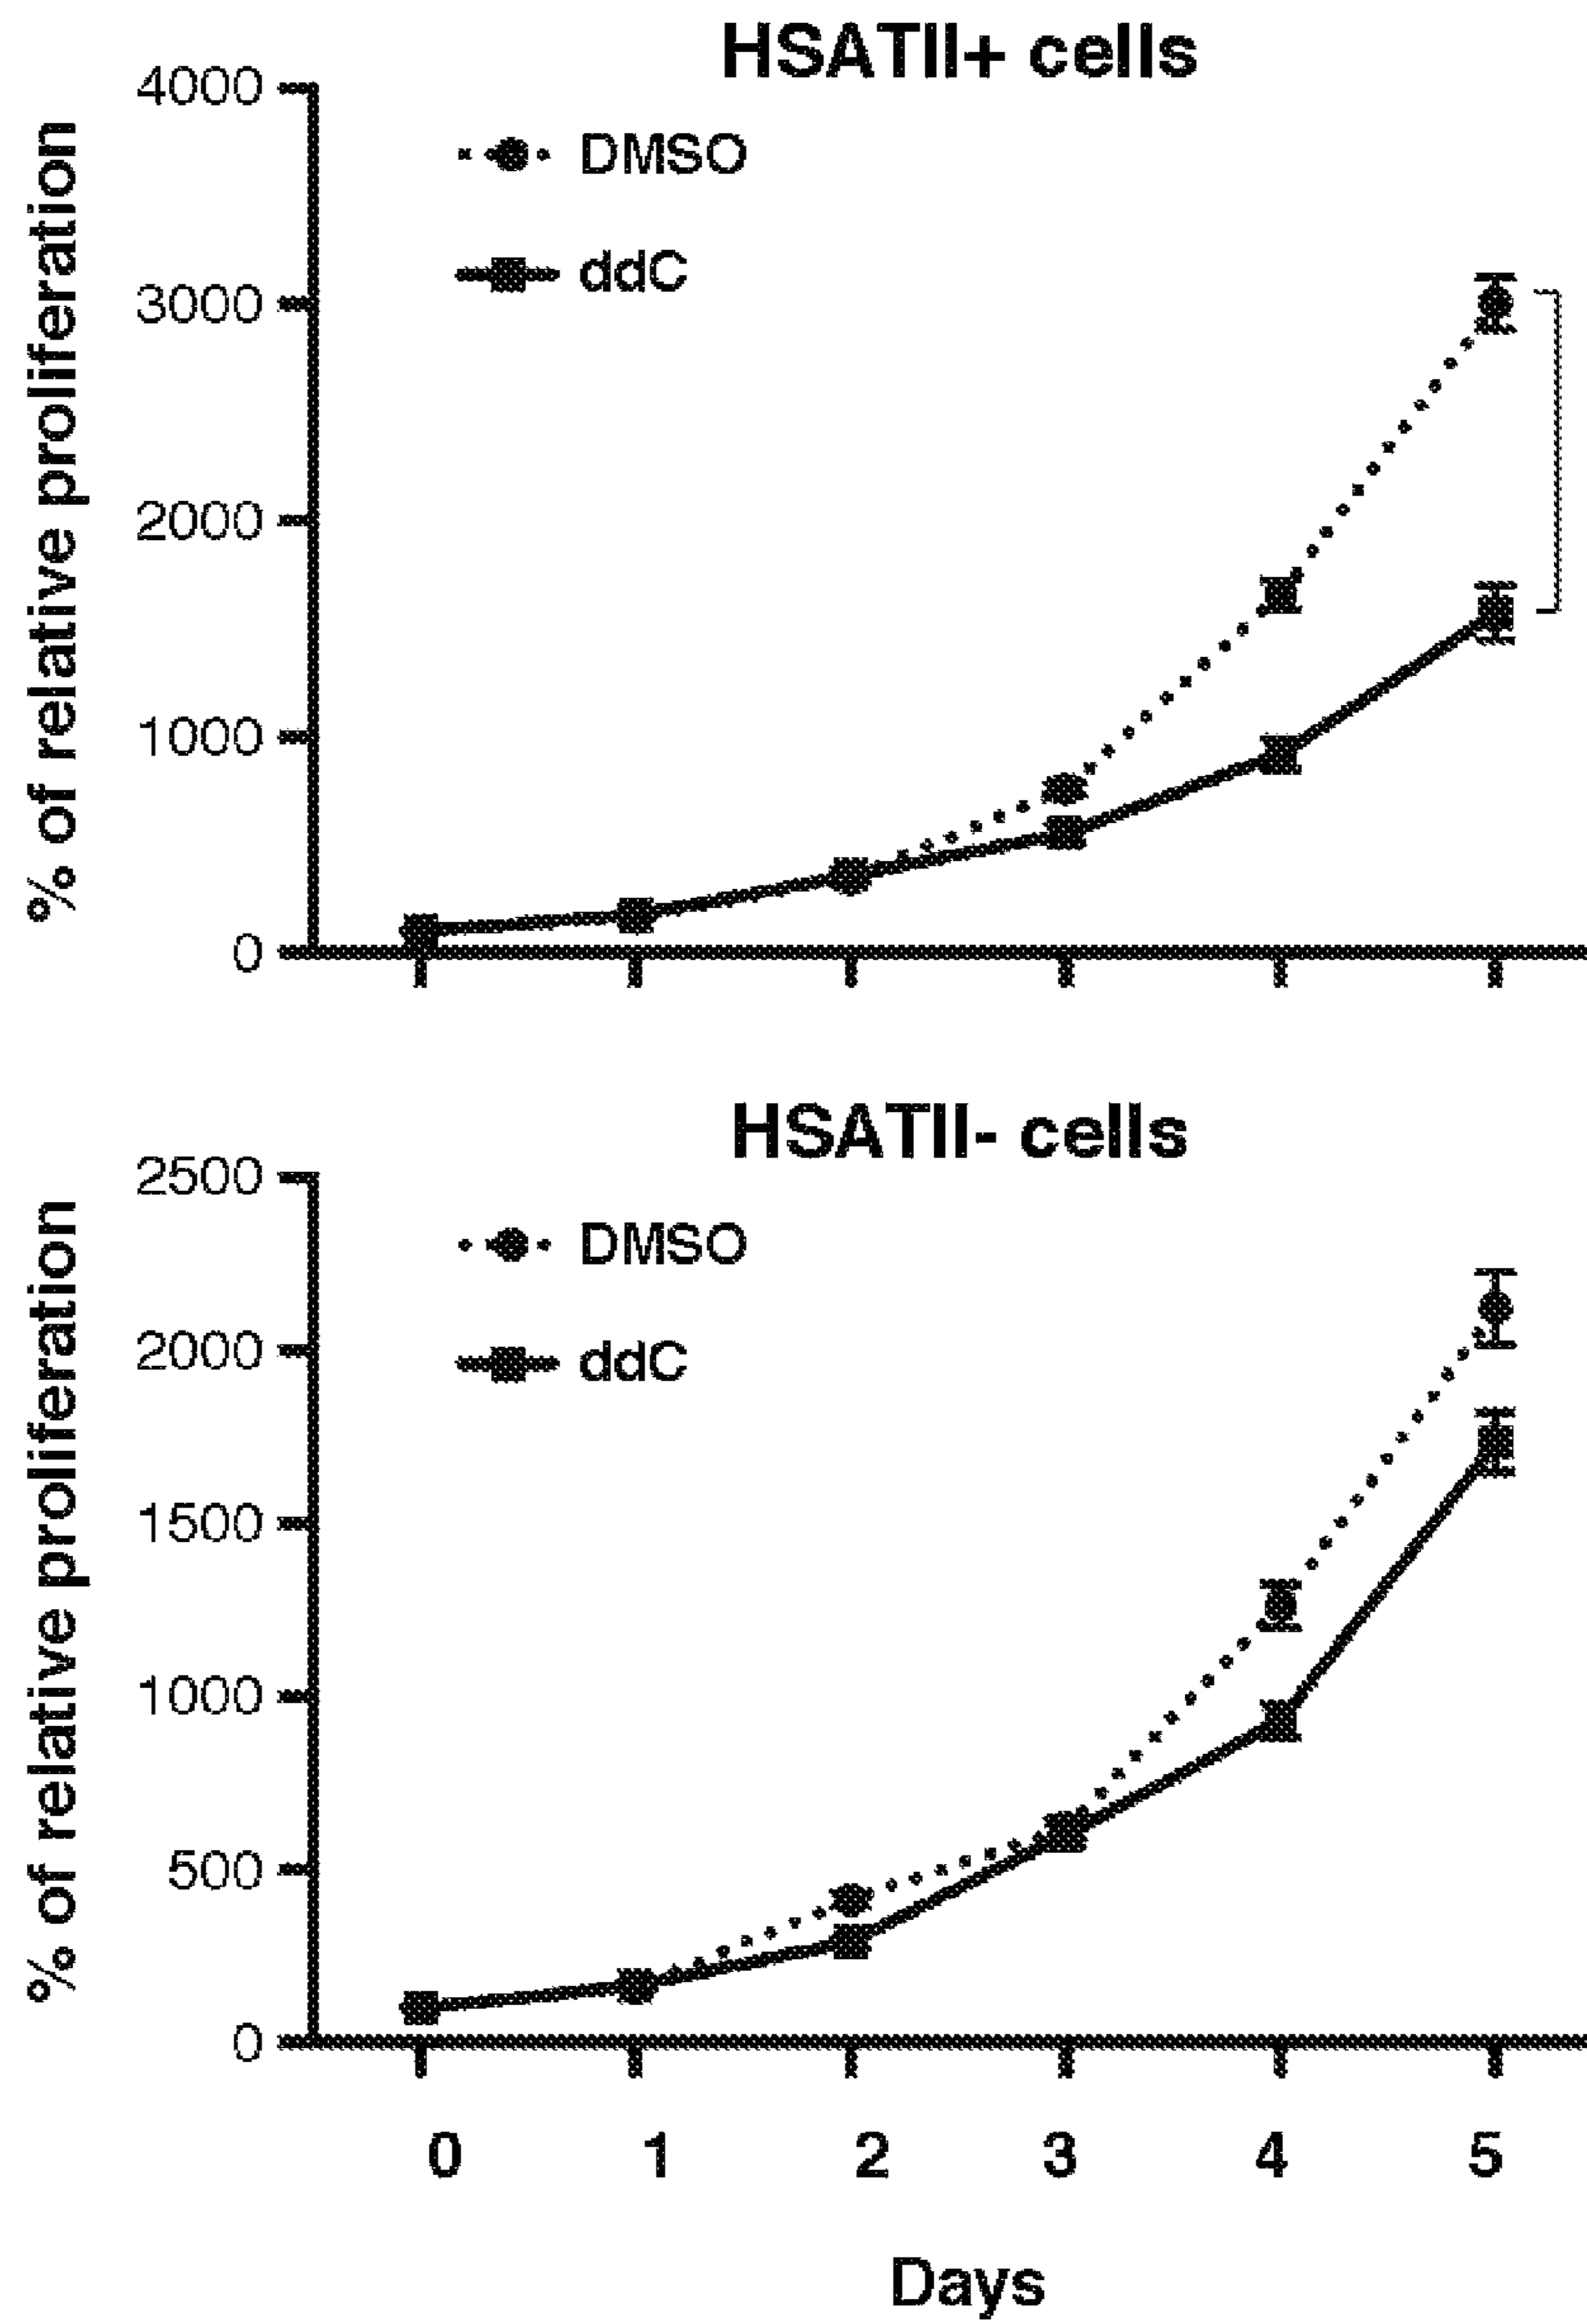 HSATII+ cells
% of relative proliferation
4000
3000
2000
1000
0
DMSO
ddC
HSATII- cells
% of relative proliferation
2500
2000
1500
1000
500
0
DMSO
ddC
0 1 2 3 4 5
Days